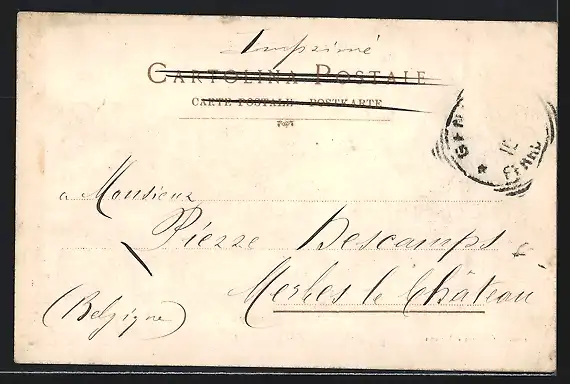 Imprimé
CARTOLINA POSTALE
CARTE POSTALE - POSTKARTE
a Monsieur
Pierre Descamps
Merbes le Château
(Belgique)